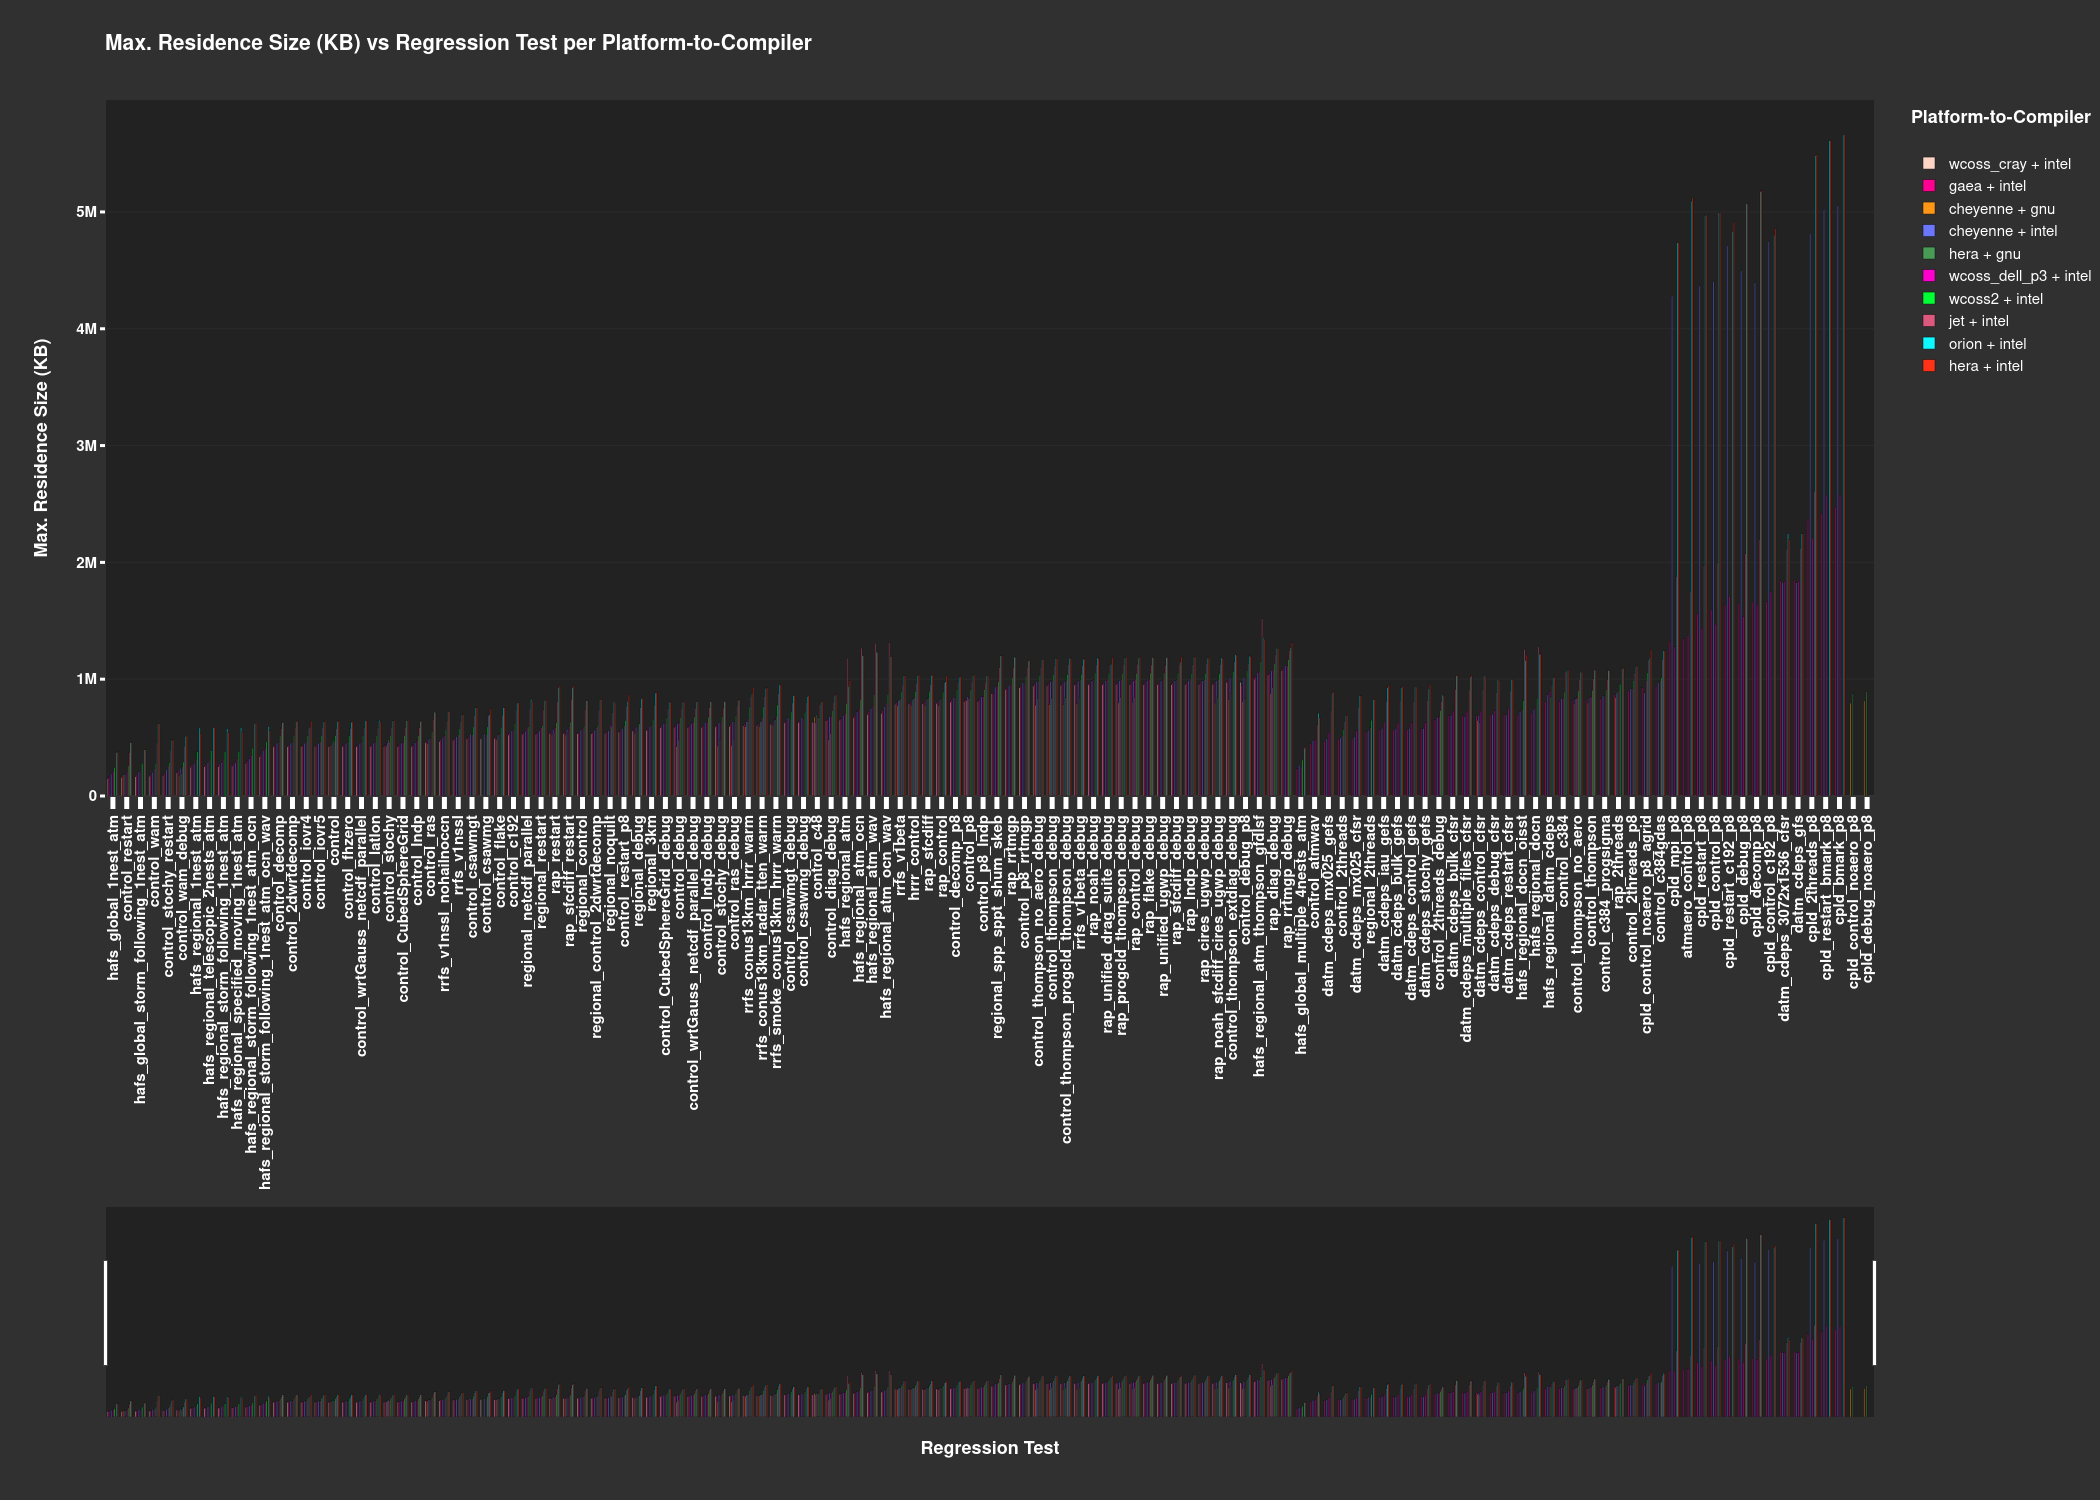 Max. Residence Size (KB) vs Regression Test per Platform-to-Compiler
Platform-to-Compiler
wcoss_cray + intel
gaea + intel
cheyenne + gnu
cheyenne + intel
hera + gnu
wcoss_dell_p3 + intel
wcoss2 + intel
jet + intel
orion + intel
hera + intel
Max. Residence Size (KB)
5M
4M
3M
2M
1M
0
hafs_global_1nest_atm
control_restart
hafs_global_storm_following_1nest_atm
control_wam
control_stochy_restart
control_wam_debug
hafs_regional_1nest_atm
hafs_regional_telescopic_2nests_atm
hafs_regional_storm_following_1nest_atm
hafs_regional_specified_moving_1nest_atm
hafs_regional_storm_following_1nest_atm_ocn
hafs_regional_storm_following_1nest_atm_ocn_wav
control_decomp
control_2dwrtdecomp
control_iovr4
control_iovr5
control
control_fhzero
control_wrtGauss_netcdf_parallel
control_latlon
control_stochy
control_CubedSphereGrid
control_lndp
control_ras
rrfs_v1nssl_nohailnoccn
rrfs_v1nssl
control_csawmgt
control_csawmg
control_flake
control_c192
regional_netcdf_parallel
regional_restart
rap_restart
rap_sfcdiff_restart
regional_control
regional_control_2dwrtdecomp
regional_noquilt
control_restart_p8
regional_debug
regional_3km
control_CubedSphereGrid_debug
control_debug
control_wrtGauss_netcdf_parallel_debug
control_lndp_debug
control_stochy_debug
control_ras_debug
rrfs_conus13km_hrrr_warm
rrfs_conus13km_radar_tten_warm
rrfs_smoke_conus13km_hrrr_warm
control_csawmgt_debug
control_csawmg_debug
control_c48
control_diag_debug
hafs_regional_atm
hafs_regional_atm_ocn
hafs_regional_atm_wav
hafs_regional_atm_ocn_wav
rrfs_v1beta
hrrr_control
rap_sfcdiff
rap_control
control_decomp_p8
control_p8
control_p8_lndp
regional_spp_sppt_shum_skeb
rap_rrtmgp
control_p8_rrtmgp
control_thompson_no_aero_debug
control_thompson_debug
control_thompson_progcld_thompson_debug
rrfs_v1beta_debug
rap_noah_debug
rap_unified_drag_suite_debug
rap_progcld_thompson_debug
rap_control_debug
rap_flake_debug
rap_unified_ugwp_debug
rap_sfcdiff_debug
rap_lndp_debug
rap_cires_ugwp_debug
rap_noah_sfcdiff_cires_ugwp_debug
control_thompson_extdiag_debug
control_debug_p8
hafs_regional_atm_thompson_gfdlsf
rap_diag_debug
rap_rrtmgp_debug
hafs_global_multiple_4nests_atm
control_atmwav
datm_cdeps_mx025_gefs
control_2threads
datm_cdeps_mx025_cfsr
regional_2threads
datm_cdeps_iau_gefs
datm_cdeps_bulk_gefs
datm_cdeps_control_gefs
datm_cdeps_stochy_gefs
control_2threads_debug
datm_cdeps_bulk_cfsr
datm_cdeps_multiple_files_cfsr
datm_cdeps_control_cfsr
datm_cdeps_debug_cfsr
datm_cdeps_restart_cfsr
hafs_regional_docn_oisst
hafs_regional_docn
hafs_regional_datm_cdeps
control_c384
control_thompson_no_aero
control_thompson
control_c384_progsigma
rap_2threads
control_2threads_p8
cpld_control_noaero_p8_agrid
control_c384gdas
cpld_mpi_p8
atmaero_control_p8
cpld_restart_p8
cpld_control_p8
cpld_restart_c192_p8
cpld_debug_p8
cpld_decomp_p8
cpld_control_c192_p8
datm_cdeps_3072x1536_cfsr
datm_cdeps_gfs
cpld_2threads_p8
cpld_restart_bmark_p8
cpld_bmark_p8
cpld_control_noaero_p8
cpld_debug_noaero_p8
Regression Test